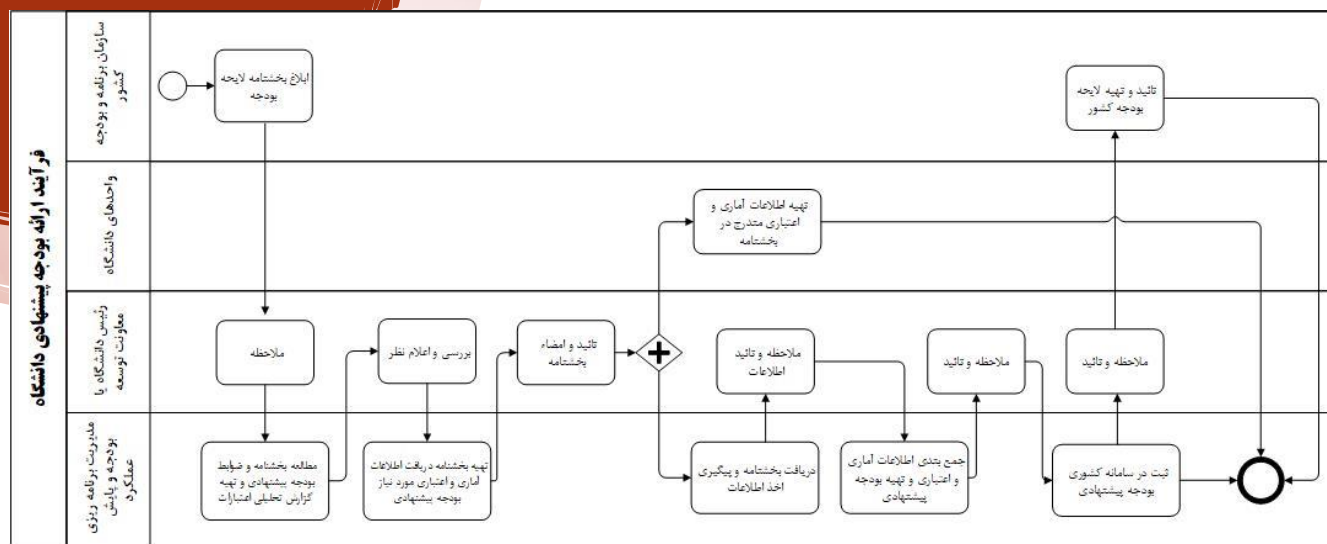 فرآیند ارائه بودجه پیشنهادی دانشگاه
سازمان برنامه و بودجه
کشور
ابلاغ بخشنامه لایحه
بودجه
تائید و تهیه لایحه
بودجه کشور
واحدهای دانشگاه
تهیه اطلاعات آماری و
اعتباری متدرج در
بخشنامه
رئیس دانشگاه یا
معاونت توسعه
ملاحظه
بررسی و اعلام نظر
تائید و امضاء
بخشنامه
ملاحظه و تائید
اطلاعات
ملاحظه و تائید
ملاحظه و تائید
مدیریت برنامه ریزی
بودجه و پایش
عملکرد
مطالعه بخشنامه و ضوابط
بودجه پیشنهادی و تهیه
گزارش تحلیلی اعتبارات
تهیه بخشنامه دریافت اطلاعات
آماری و اعتباری مورد نیاز
بودجه پیشنهادی
دریافت بخشنامه و پیگیری
اخذ اطلاعات
جمع بندی اطلاعات آماری
و اعتباری و تهیه بودجه
پیشنهادی
ثبت در سامانه کشوری
بودجه پیشنهادی